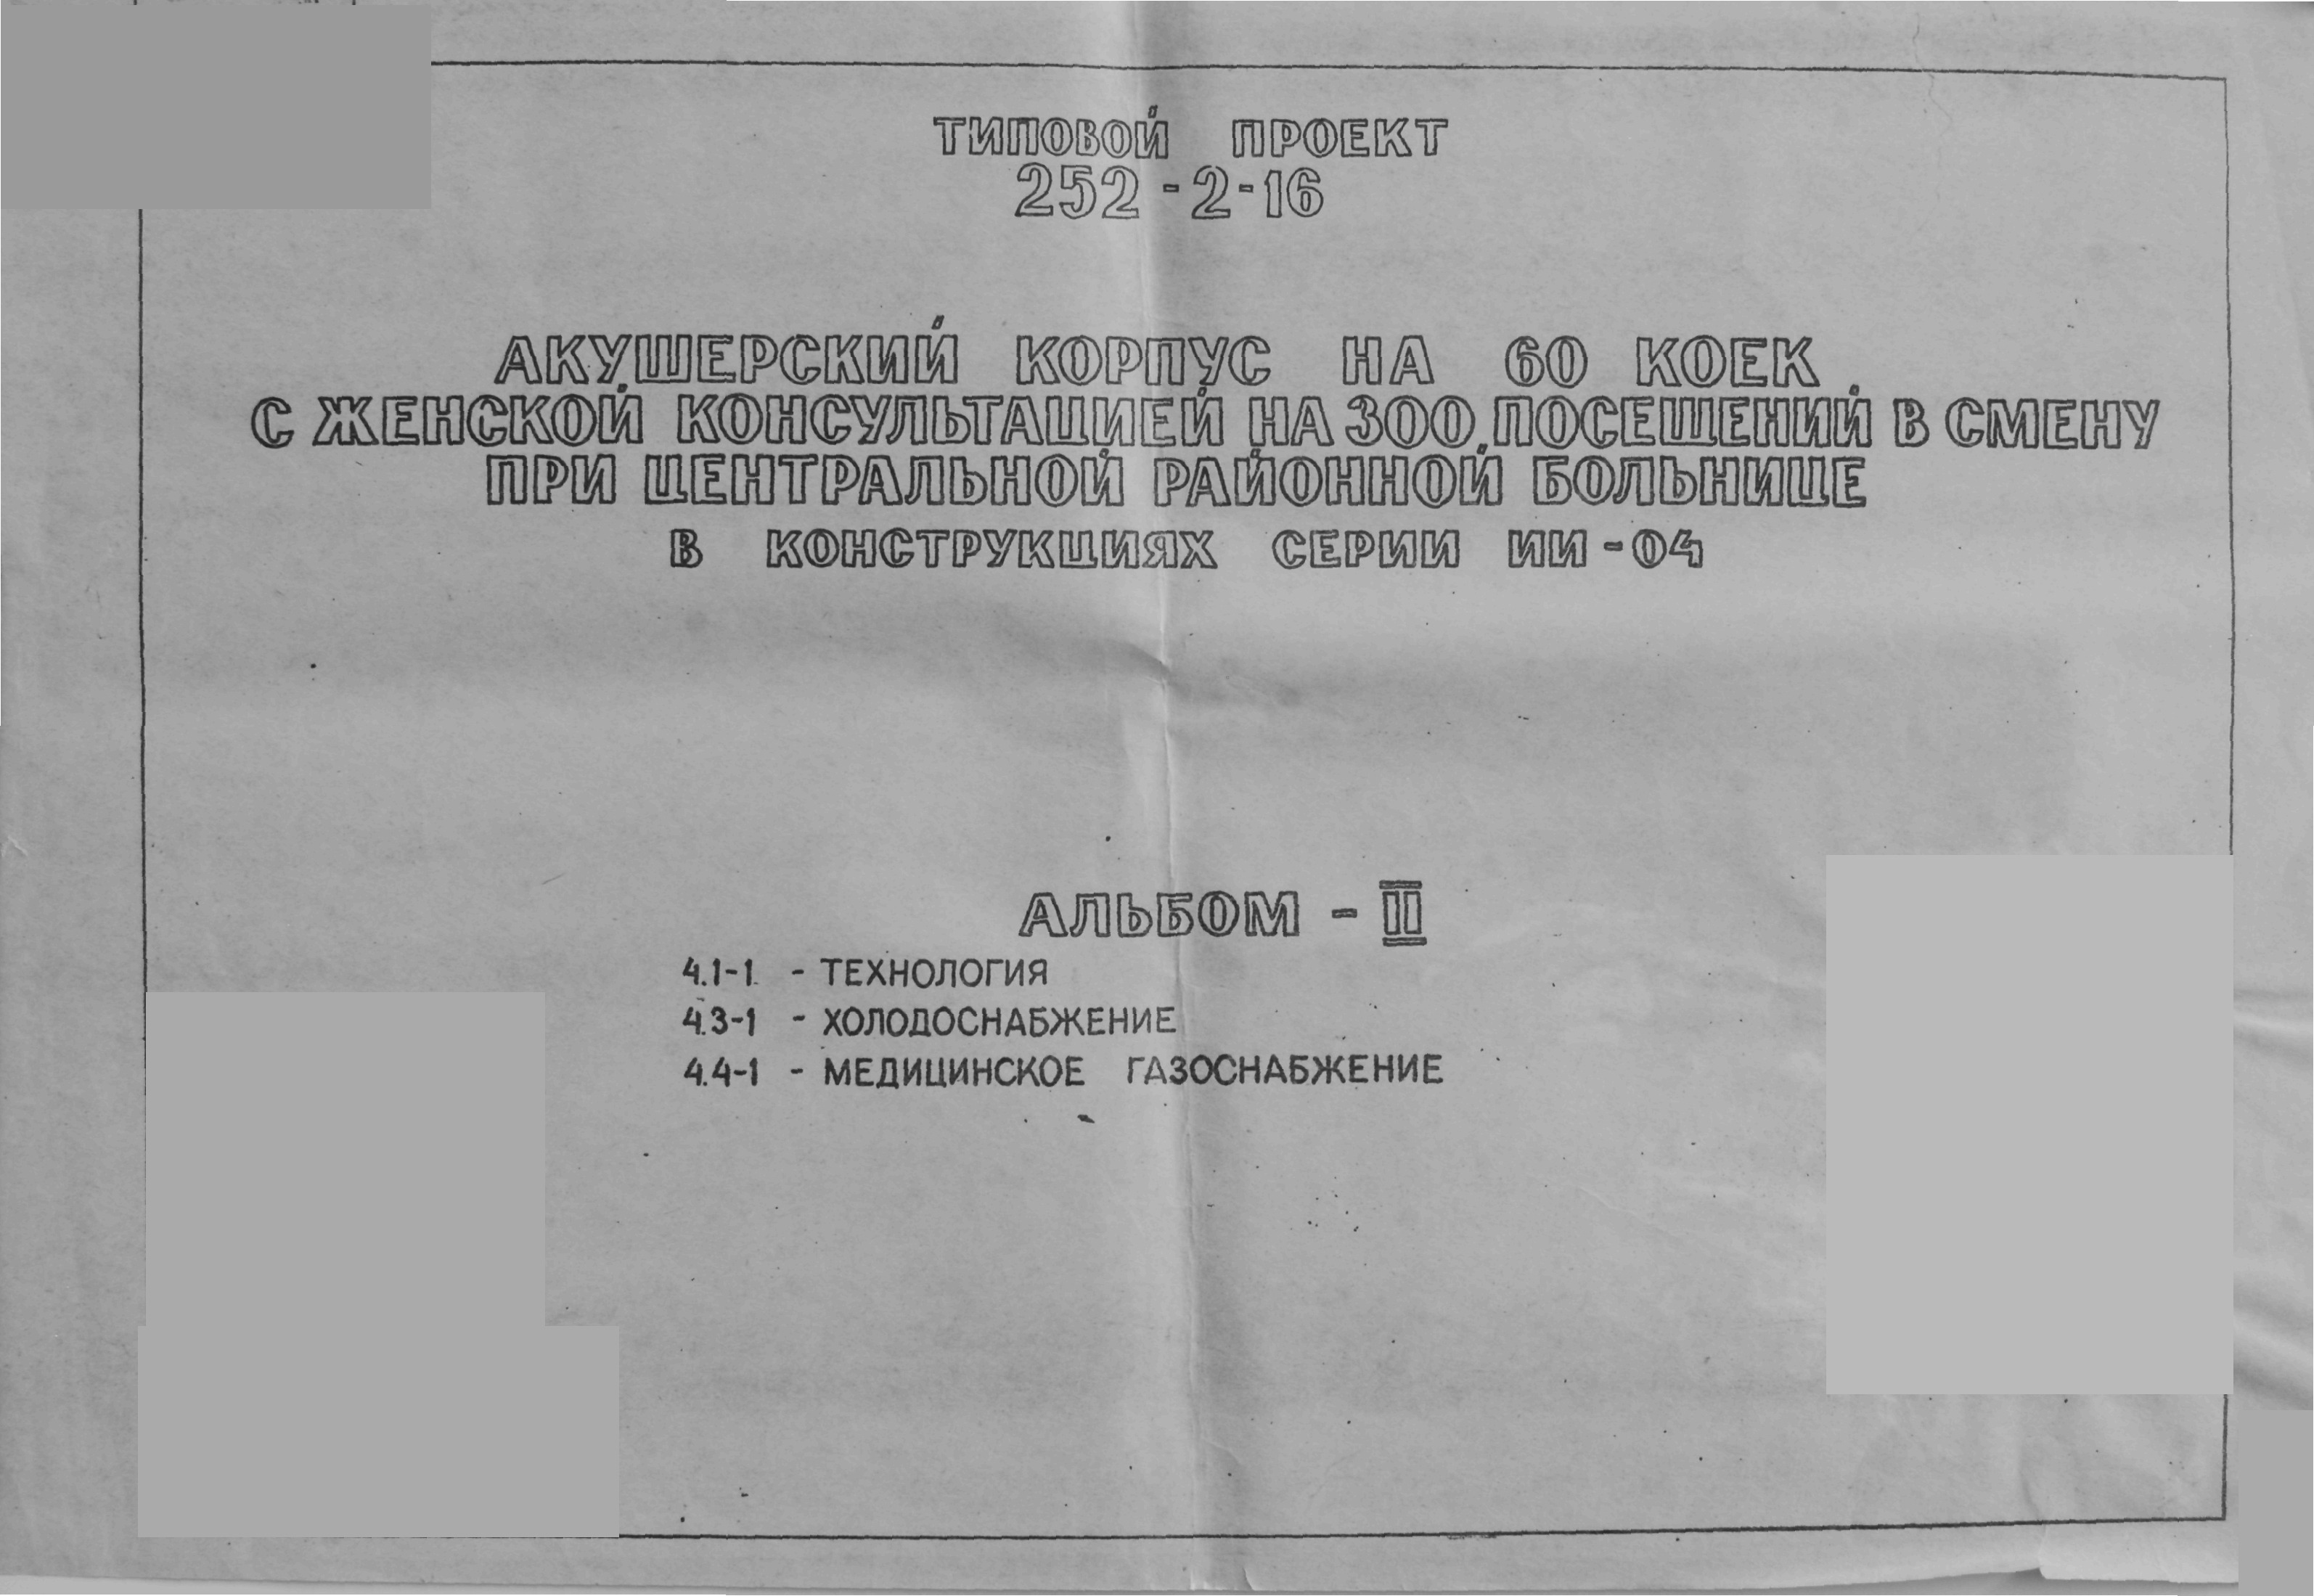 ТИПОВОЙ ПРОЕКТ
252-2-16
АКУШЕРСКИЙ КОРПУС НА 60 КОЕК
С ЖЕНСКОЙ КОНСУЛЬТАЦИЕЙ НА 300 ПОСЕЩЕНИЙ В СМЕНУ
ПРИ ЦЕНТРАЛЬНОЙ РАЙОННОЙ БОЛЬНИЦЕ
В КОНСТРУКЦИЯХ СЕРИИ ИИ-04
АЛЬБОМ - II
4.1-1 - ТЕХНОЛОГИЯ
4.3-1 - ХОЛОДОСНАБЖЕНИЕ
4.4-1 - МЕДИЦИНСКОЕ ГАЗОСНАБЖЕНИЕ